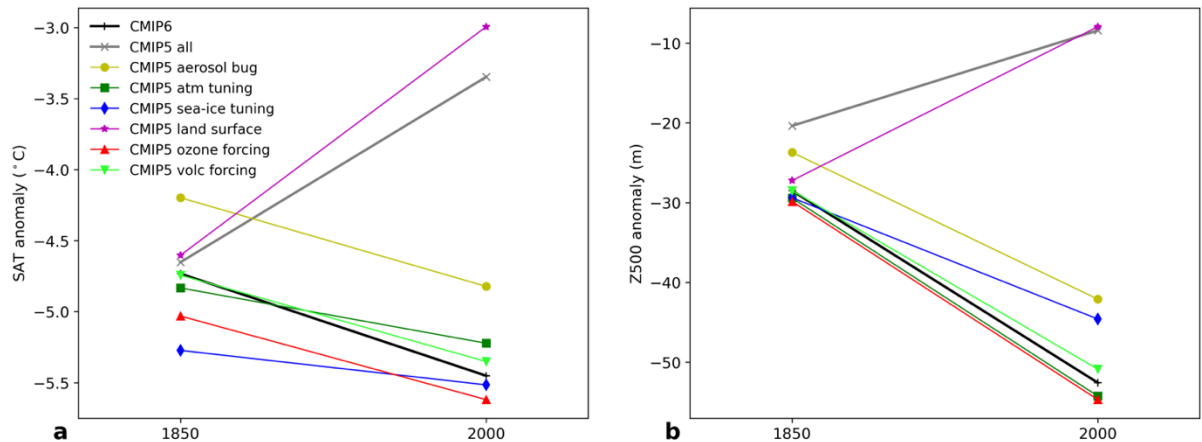 SAT anomaly (°C)
−3.0
−3.5
−4.0
−4.5
−5.0
−5.5
CMIP6
CMIP5 all
CMIP5 aerosol bug
CMIP5 atm tuning
CMIP5 sea-ice tuning
CMIP5 land surface
CMIP5 ozone forcing
CMIP5 volc forcing
a
1850
2000
Z500 anomaly (m)
−10
−20
−30
−40
−50
b
1850
2000